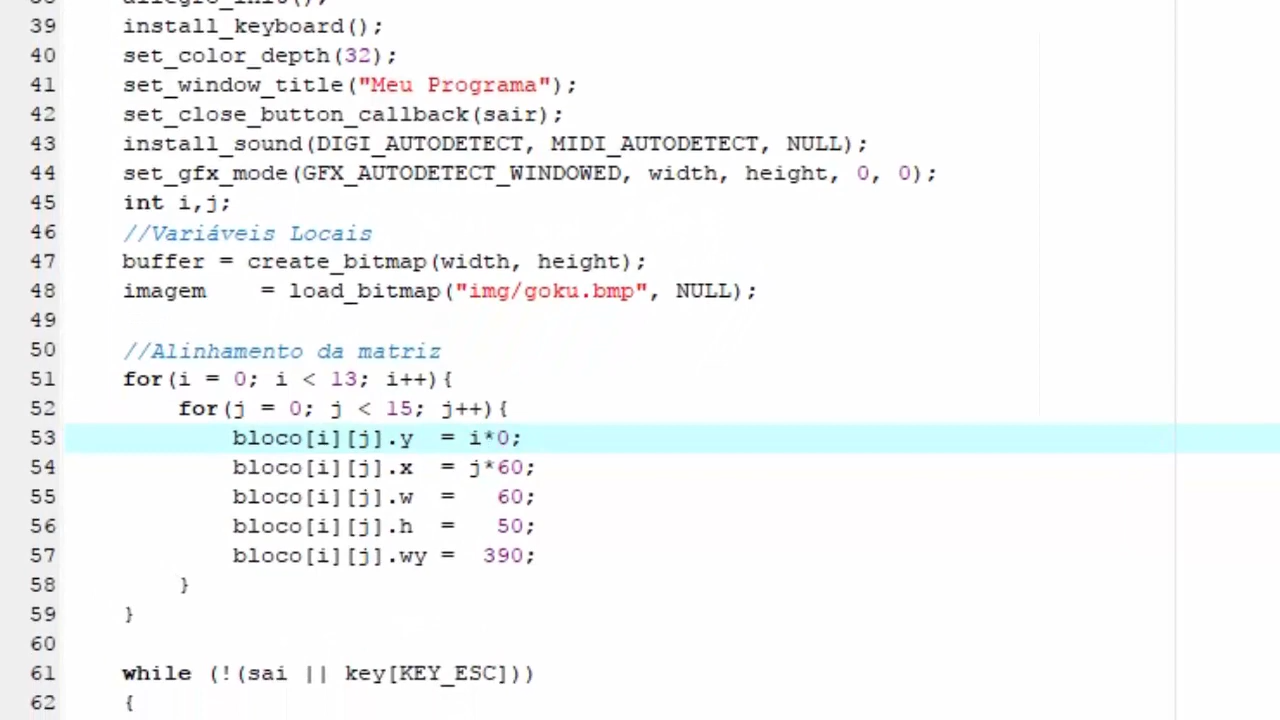 38 allegro_init();
39 install_keyboard();
40 set_color_depth(32);
41 set_window_title("Meu Programa");
42 set_close_button_callback(sair);
43 install_sound(DIGI_AUTODETECT, MIDI_AUTODETECT, NULL);
44 set_gfx_mode(GFX_AUTODETECT_WINDOWED, width, height, 0, 0);
45 int i,j;
46 //Variáveis Locais
47 buffer = create_bitmap(width, height);
48 imagem    = load_bitmap("img/goku.bmp", NULL);
49
50 //Alinhamento da matriz
51 for(i = 0; i < 13; i++){
52     for(j = 0; j < 15; j++){
53         bloco[i][j].y  = i*0;
54         bloco[i][j].x  = j*60;
55         bloco[i][j].w  =   60;
56         bloco[i][j].h  =   50;
57         bloco[i][j].wy =  390;
58     }
59 }
60
61 while (!(sai || key[KEY_ESC]))
62 {